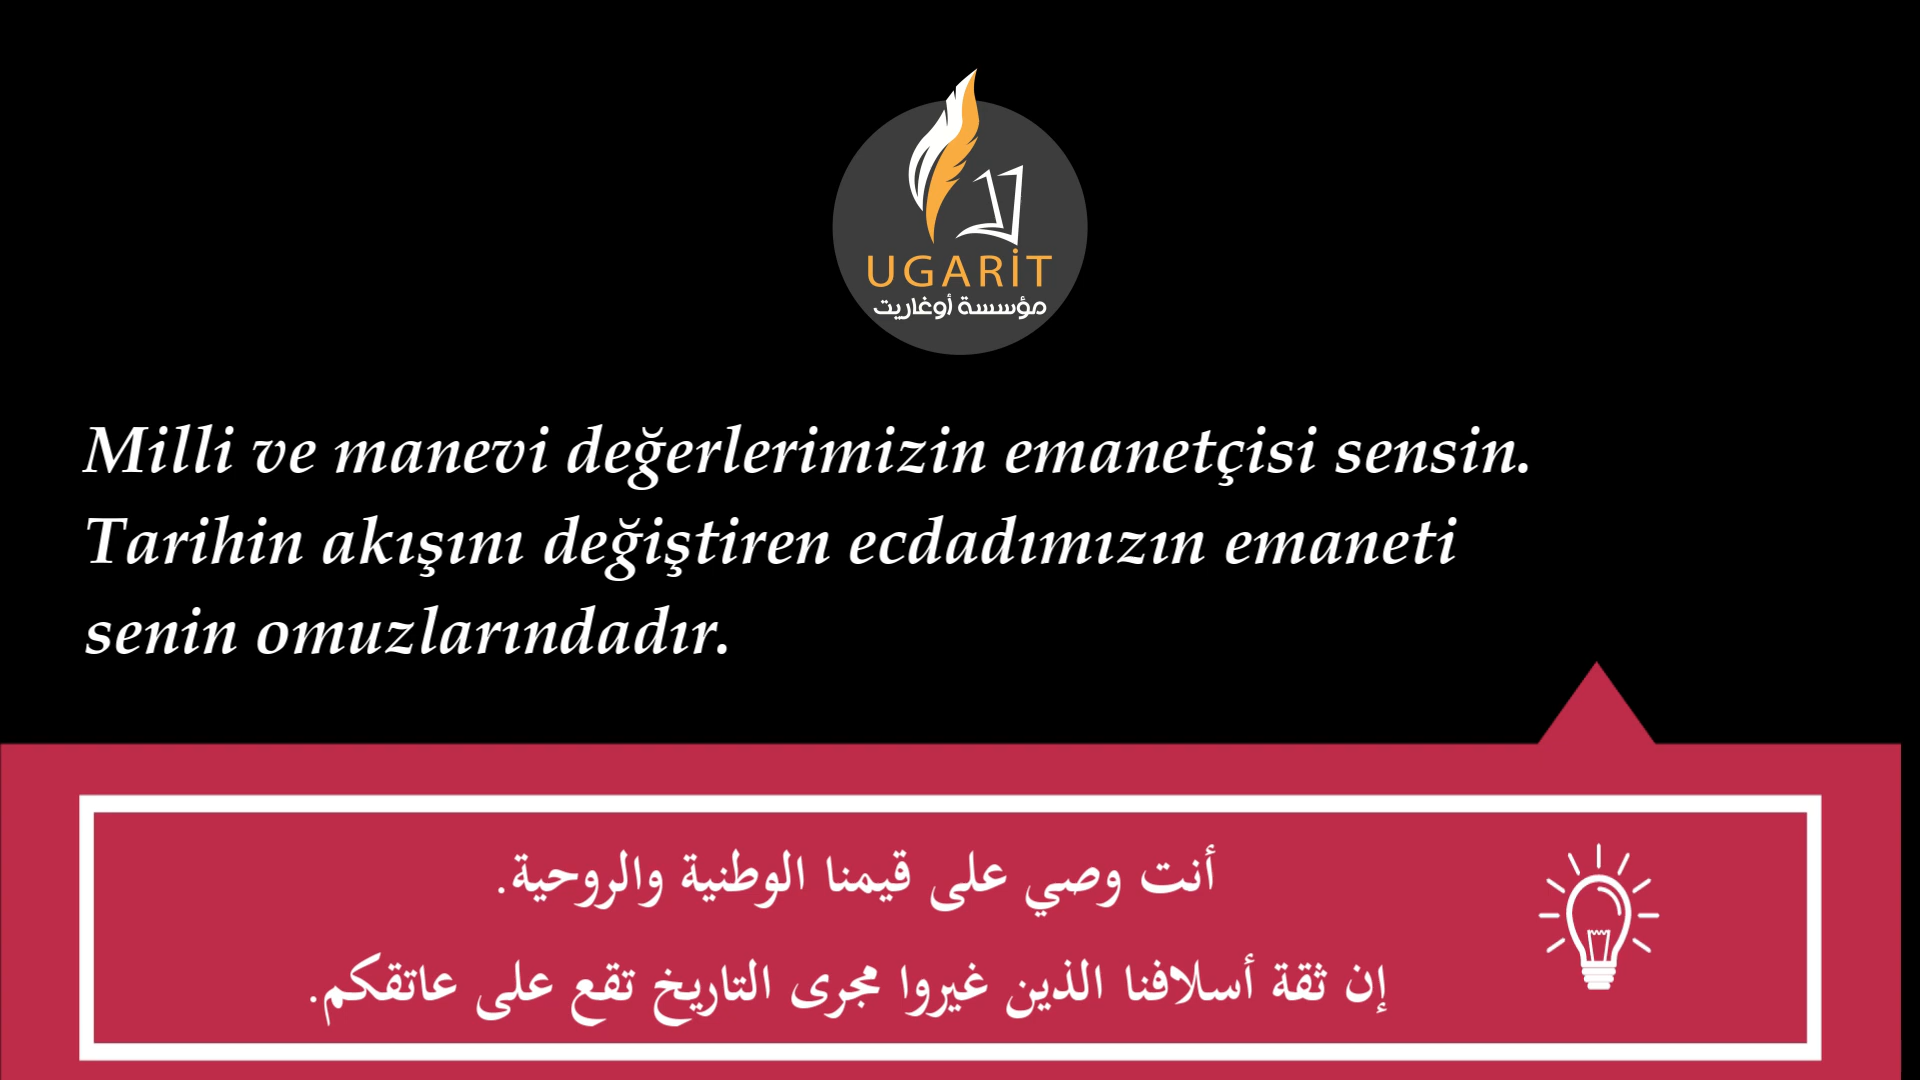 UGARİT
مؤسسة أوغاريت
Milli ve manevi değerlerimizin emanetçisi sensin.
Tarihin akışını değiştiren ecdadımızın emaneti
senin omuzlarındadır.
أنت وصي على قيمنا الوطنية والروحية.
إن ثقة أسلافنا الذين غيروا مجرى التاريخ تقع على عاتقكم.